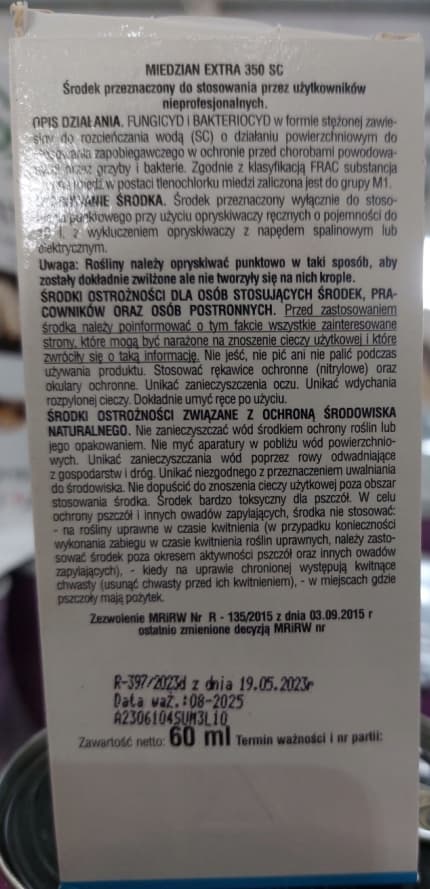 MIEDZIAN EXTRA 350 SC
Środek przeznaczony do stosowania przez użytkowników
nieprofesjonalnych.
OPIS DZIAŁANIA. FUNGICYD i BAKTERIOCYD w formie stężonej zawie-
siny do rozcieńczania wodą (SC) o działaniu powierzchniowym do
stosowania zapobiegawczego w ochronie przed chorobami powodowa-
nymi przez grzyby i bakterie. Zgodnie z klasyfikacją FRAC substancja
miedź w postaci tlenochlorku miedzi zaliczona jest do grupy M1.
ŚRODKA. Środek przeznaczony wyłącznie do stoso-
punktowego przy użyciu opryskiwaczy ręcznych o pojemności do
l, z wykluczeniem opryskiwaczy z napędem spalinowym lub
elektrycznym.
Uwaga: Rośliny należy opryskiwać punktowo w taki sposób, aby
zostały dokładnie zwilżone ale nie tworzyły się na nich krople.
ŚRODKI OSTROŻNOŚCI DLA OSÓB STOSUJĄCYCH ŚRODEK, PRA-
COWNIKÓW ORAZ OSÓB POSTRONNYCH. Przed zastosowaniem
środka należy poinformować o tym fakcie wszystkie zainteresowane
strony, które mogą być narażone na znoszenie cieczy użytkowej i które
zwróciły się o taką informację. Nie jeść, nie pić ani nie palić podczas
używania produktu. Stosować rękawice ochronne (nitrylowe) oraz
okulary ochronne. Unikać zanieczyszczenia oczu. Unikać wdychania
rozpylonej cieczy. Dokładnie umyć ręce po użyciu.
ŚRODKI OSTROŻNOŚCI ZWIĄZANE Z OCHRONĄ ŚRODOWISKA
NATURALNEGO. Nie zanieczyszczać wód środkiem ochrony roślin lub
jego opakowaniem. Nie myć aparatury w pobliżu wód powierzchnio-
wych. Unikać zanieczyszczania wód poprzez rowy odwadniające
z gospodarstw i dróg. Unikać niezgodnego z przeznaczeniem uwalniania
do środowiska. Nie dopuścić do znoszenia cieczy użytkowej poza obszar
stosowania środka. Środek bardzo toksyczny dla pszczół. W celu
ochrony pszczół i innych owadów zapylających, środka nie stosować:
- na rośliny uprawne w czasie kwitnienia (w przypadku konieczności
wykonania zabiegu w czasie kwitnienia roślin uprawnych, należy zasto-
sować środek poza okresem aktywności pszczół oraz innych owadów
zapylających), - kiedy na uprawie chronionej występują kwitnące
chwasty (usunąć chwasty przed ich kwitnieniem), - w miejscach gdzie
pszczoły mają pożytek.
Zezwolenie MRiRW Nr R - 135/2015 z dnia 03.09.2015 r
ostatnio zmienione decyzją MRiRW nr
R-397/2023d z dnia 19.05.2023r
Data waż.:08-2025
A2306104SUM3L10
Zawartość netto: 60 ml Termin ważności i nr partii: